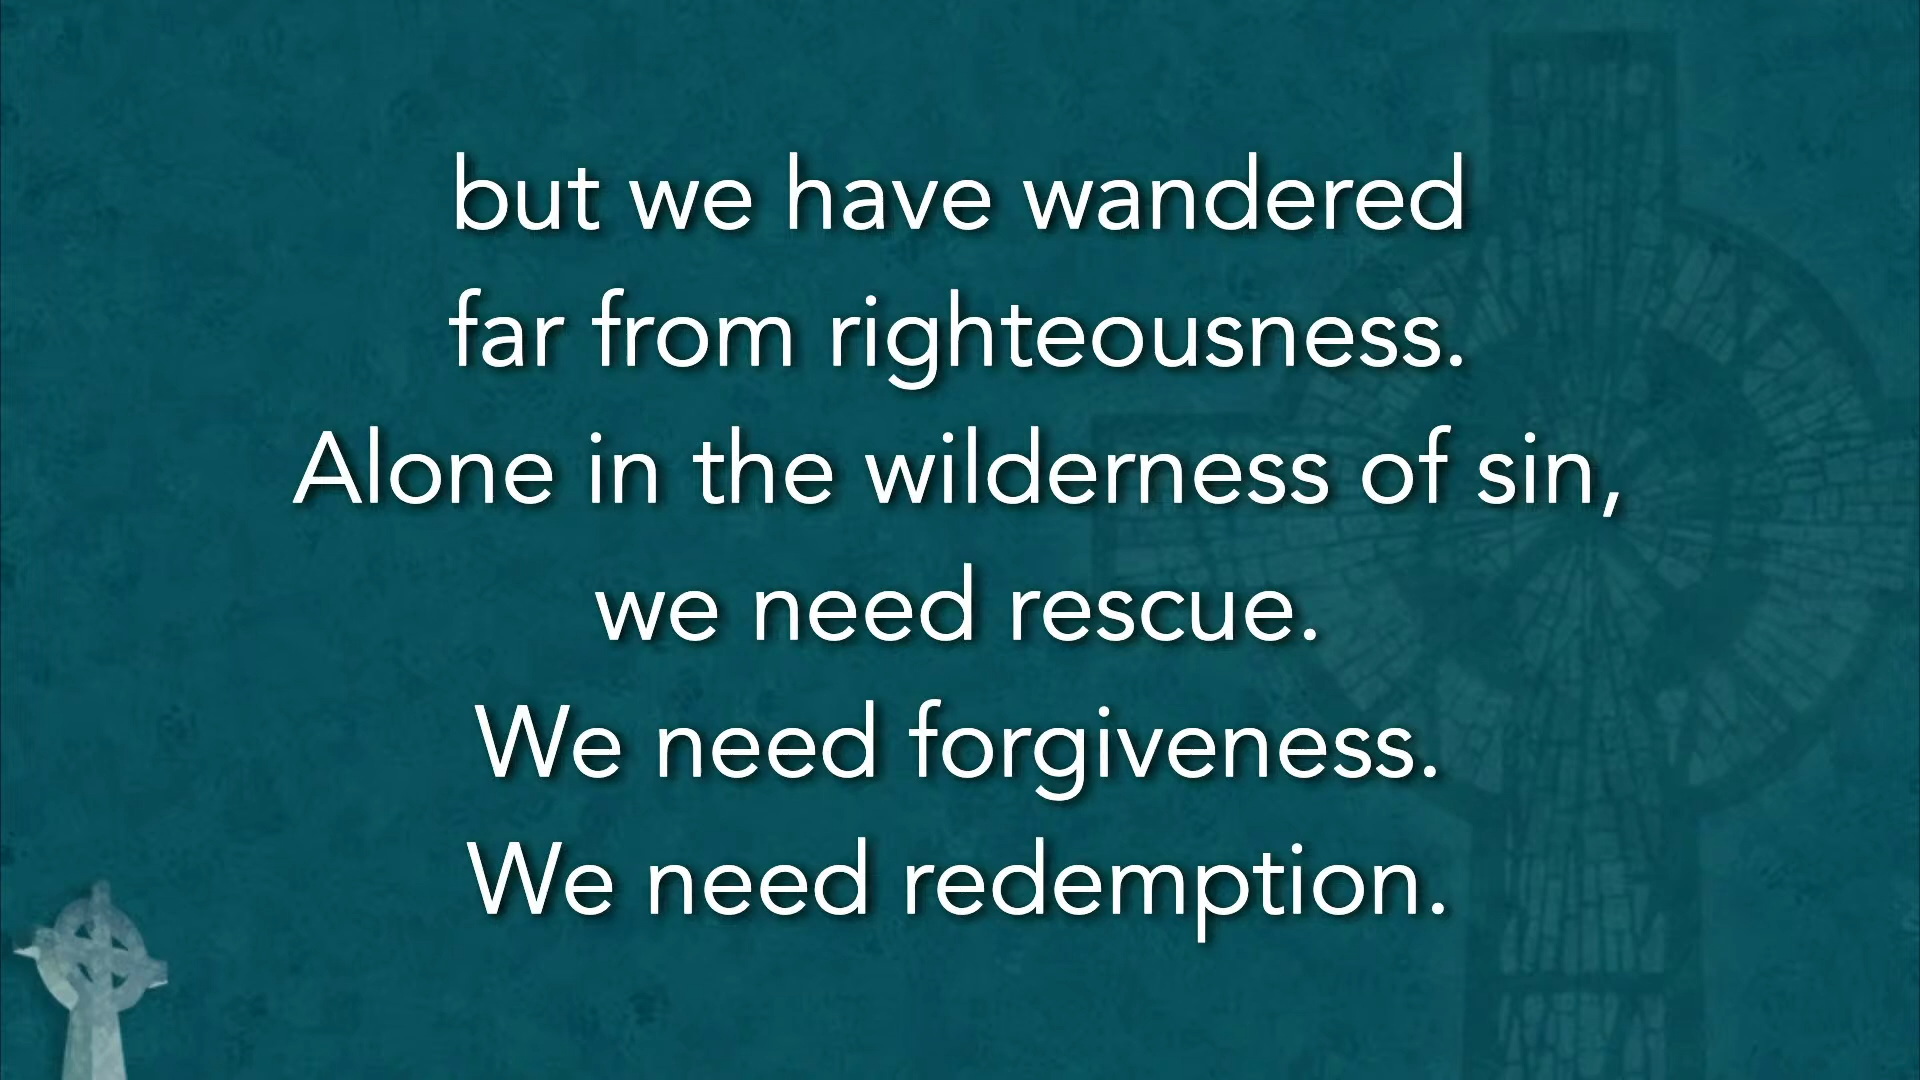 but we have wandered
far from righteousness.
Alone in the wilderness of sin,
we need rescue.
We need forgiveness.
We need redemption.